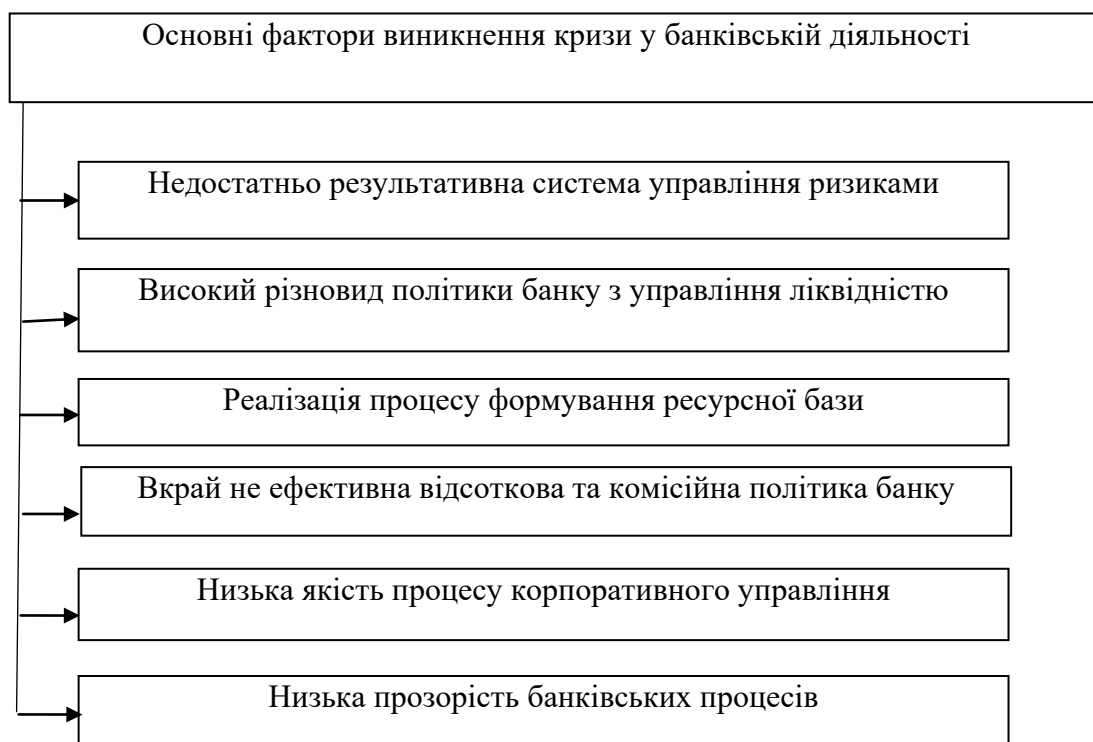 Основні фактори виникнення кризи у банківській діяльності
Недостатньо результативна система управління ризиками
Високий різновид політики банку з управління ліквідністю
Реалізація процесу формування ресурсної бази
Вкрай не ефективна відсоткова та комісійна політика банку
Низька якість процесу корпоративного управління
Низька прозорість банківських процесів